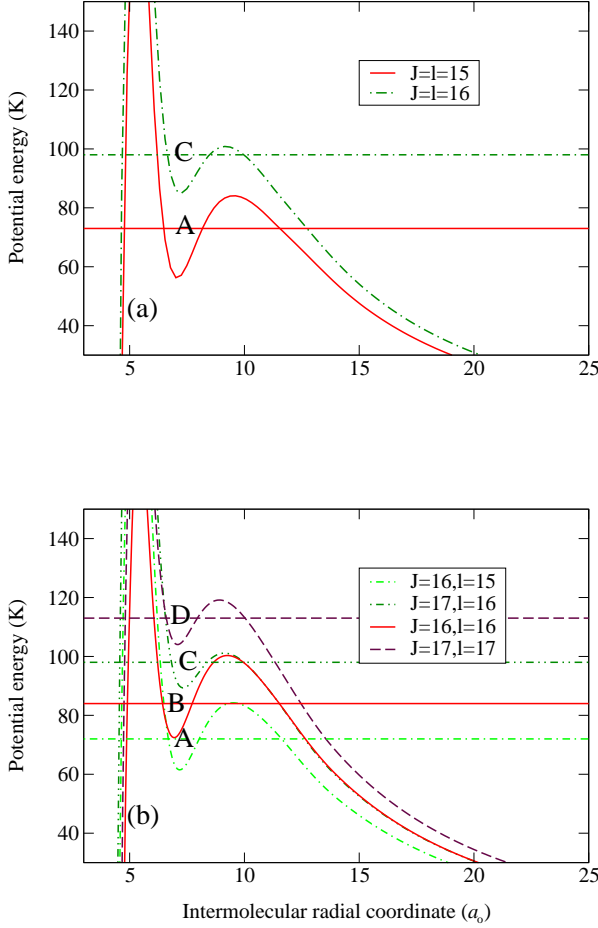 140
120
100
80
60
40
Potential energy (K)
J=l=15
J=l=16
C
A
(a)
5
10
15
20
25
140
120
100
80
60
40
Potential energy (K)
J=16,l=15
J=17,l=16
J=16,l=16
J=17,l=17
D
C
B
A
(b)
5
10
15
20
25
Intermolecular radial coordinate (aₒ)